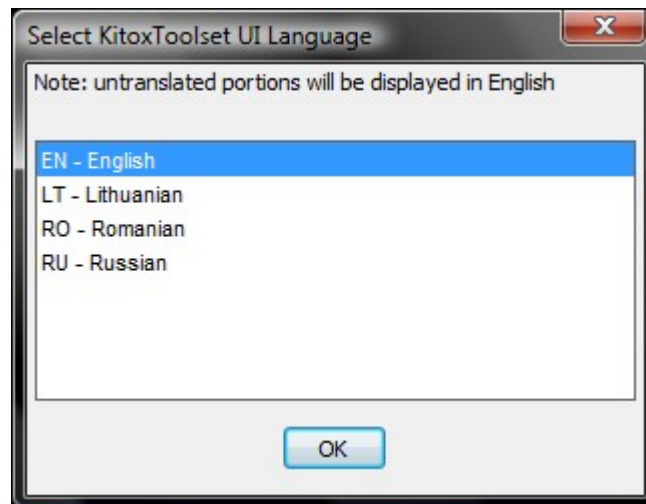 Select KitoxToolset UI Language
Note: untranslated portions will be displayed in English
EN - English
LT - Lithuanian
RO - Romanian
RU - Russian
OK